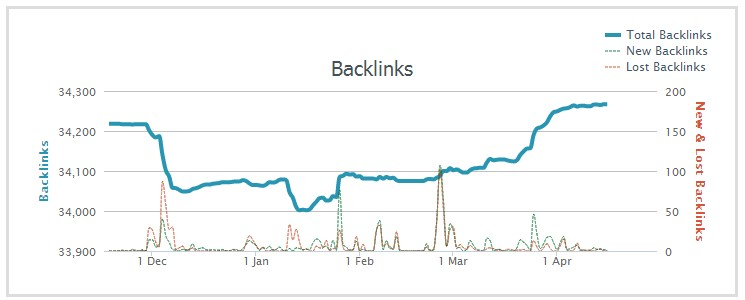 Total Backlinks
New Backlinks
Lost Backlinks
Backlinks
34,300
34,200
34,100
34,000
33,900
Backlinks
200
150
100
50
0
New & Lost Backlinks
1 Dec
1 Jan
1 Feb
1 Mar
1 Apr